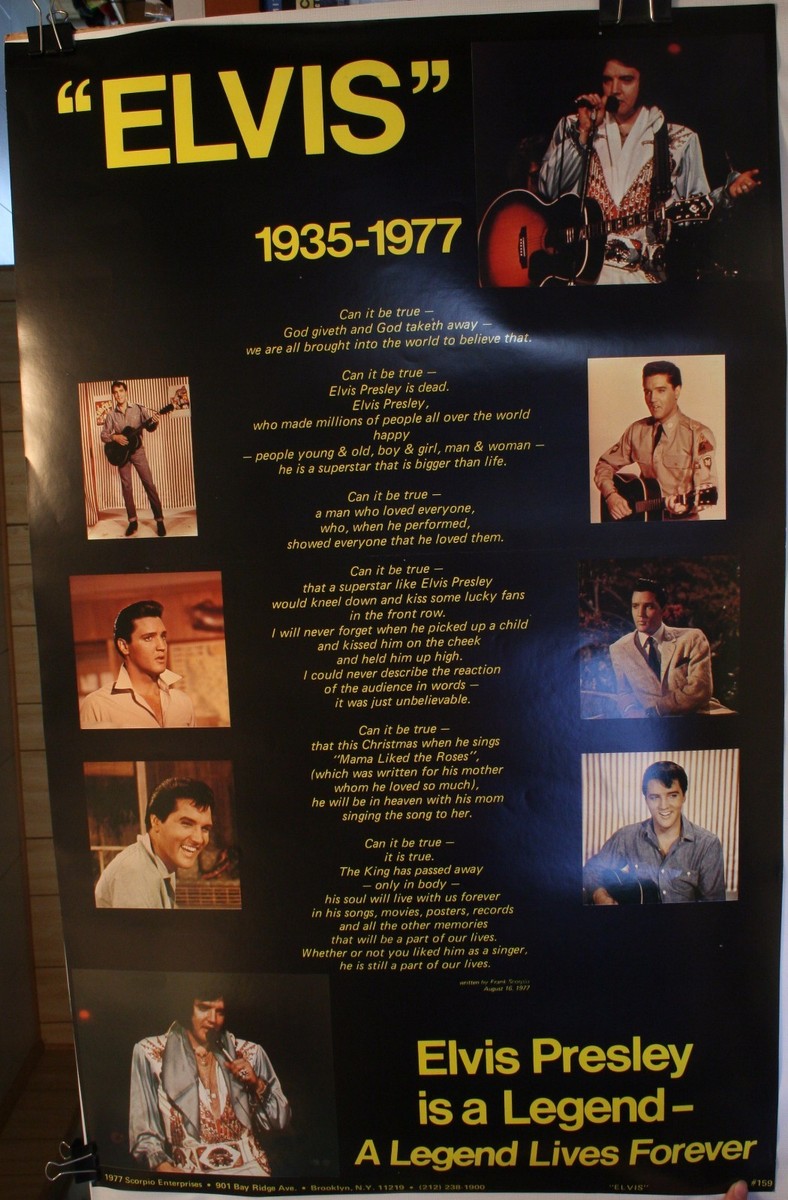 "ELVIS"
1935-1977
Can it be true —
God giveth and God taketh away —
we are all brought into the world to believe that.
Can it be true —
Elvis Presley is dead.
Elvis Presley,
who made millions of people all over the world
happy
— people young & old, boy & girl, man & woman —
he is a superstar that is bigger than life.
Can it be true —
a man who loved everyone,
who, when he performed,
showed everyone that he loved them.
Can it be true —
that a superstar like Elvis Presley
would kneel down and kiss some lucky fans
in the front row.
I will never forget when he picked up a child
and kissed him on the cheek
and held him up high.
I could never describe the reaction
of the audience in words —
it was just unbelievable.
Can it be true —
that this Christmas when he sings
"Mama Liked the Roses",
(which was written for his mother
whom he loved so much),
he will be in heaven with his mom
singing the song to her.
Can it be true —
it is true.
The King has passed away
— only in body —
his soul will live with us forever
in his songs, movies, posters, records
and all the other memories
that will be a part of our lives.
Whether or not you liked him as a singer,
he is still a part of our lives.
written by Frank Scorpio
August 16, 1977
Elvis Presley
is a Legend –
A Legend Lives Forever
1977 Scorpio Enterprises • 901 Bay Ridge Ave. • Brooklyn, N.Y. 11219 • (212) 238-1900 "ELVIS" #159